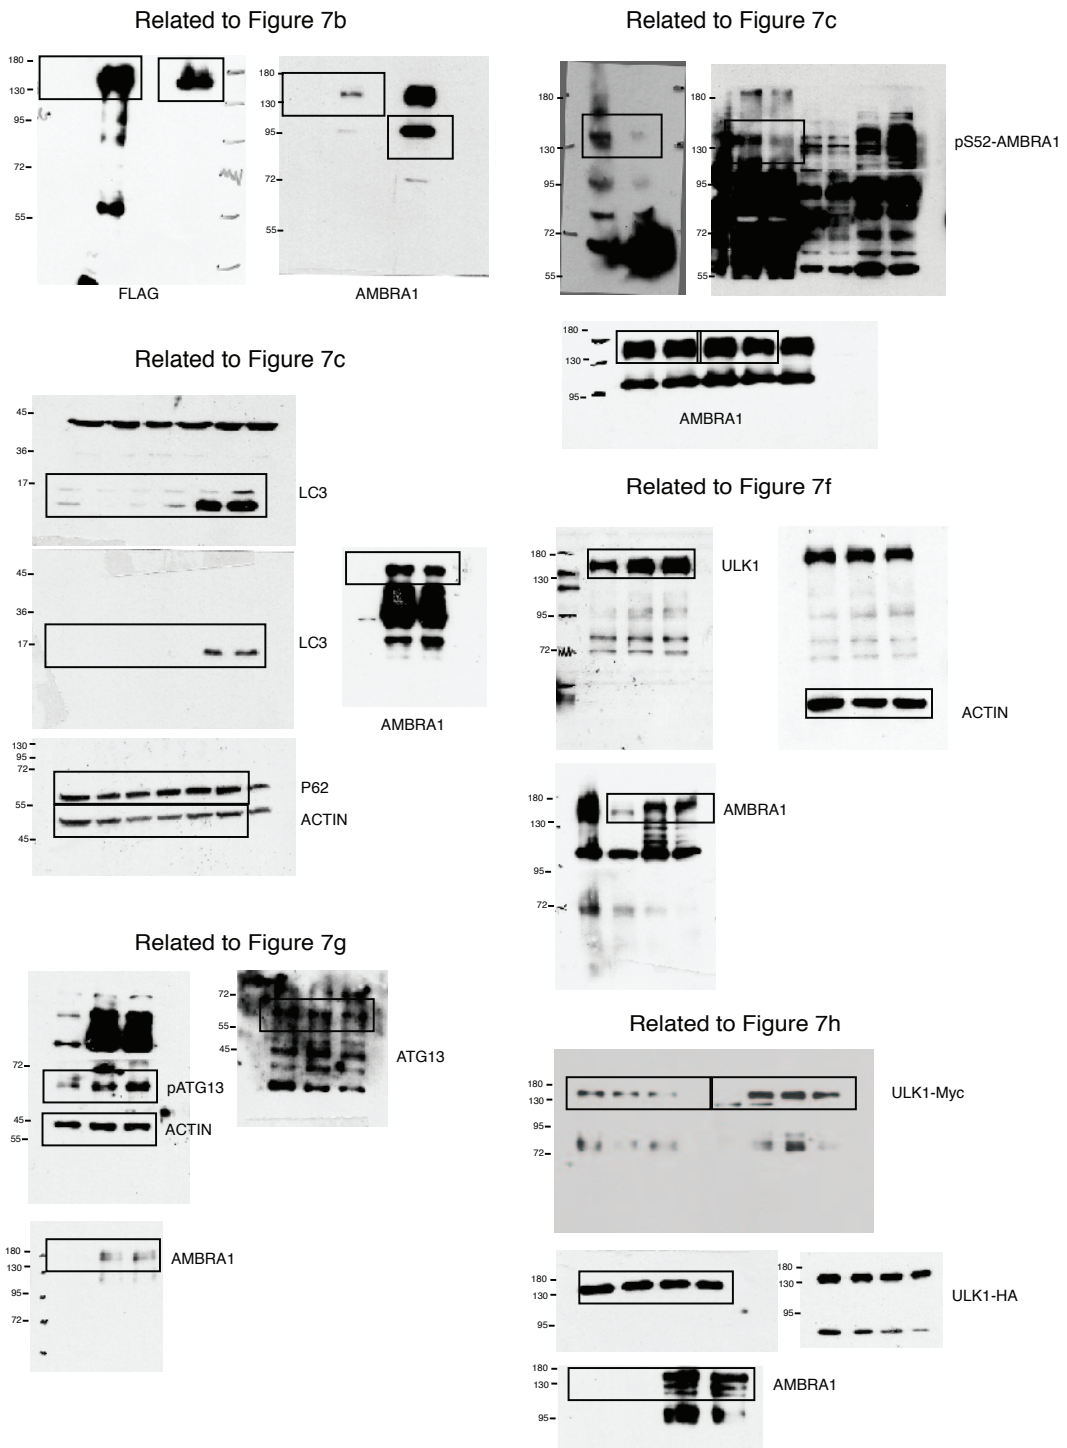 Related to Figure 7b
180
130
95
72
55
FLAG
180
130
95
72
55
AMBRA1
Related to Figure 7c
180
130
95
72
55
180
130
95
72
55
pS52-AMBRA1
180
130
95
AMBRA1
Related to Figure 7c
45
36
17
LC3
45
36
17
LC3
AMBRA1
130
95
72
55
45
P62
ACTIN
Related to Figure 7f
180
130
95
72
ULK1
ACTIN
180
130
95
72
AMBRA1
Related to Figure 7g
72
45
55
pATG13
ACTIN
72
55
45
ATG13
180
130
95
72
AMBRA1
Related to Figure 7h
180
130
95
72
ULK1-Myc
180
130
95
180
130
95
ULK1-HA
180
130
95
AMBRA1